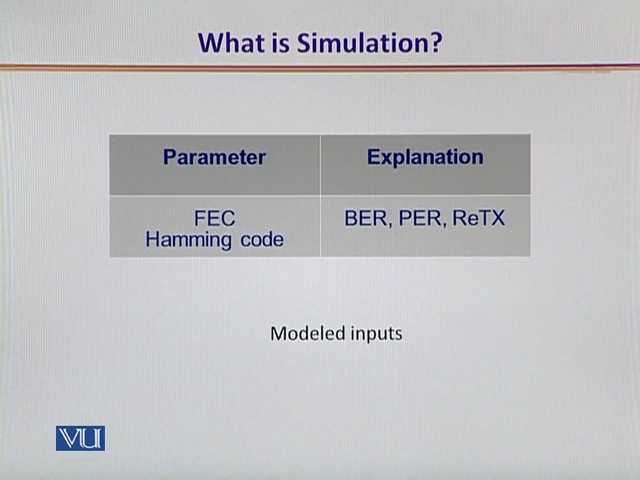 What is Simulation?
Parameter
Explanation
FEC
Hamming code
BER, PER, ReTX
Modeled inputs
VU